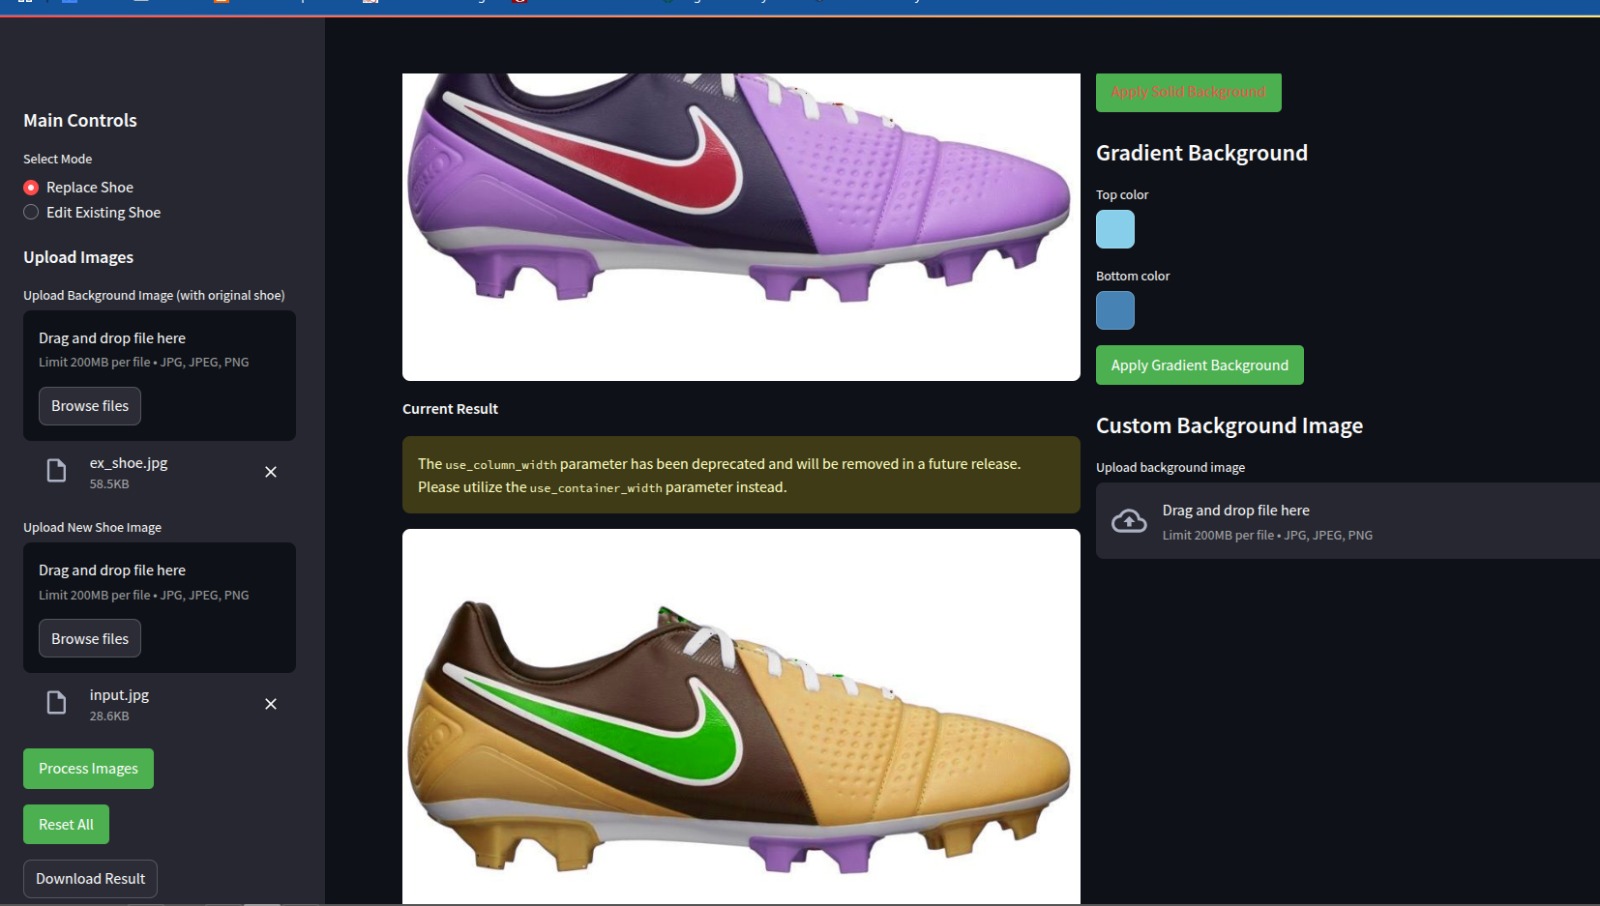 Main Controls
Select Mode
Replace Shoe
Edit Existing Shoe
Upload Images
Upload Background Image (with original shoe)
Drag and drop file here
Limit 200MB per file • JPG, JPEG, PNG
Browse files
ex_shoe.jpg
58.5KB
Upload New Shoe Image
Drag and drop file here
Limit 200MB per file • JPG, JPEG, PNG
Browse files
input.jpg
28.6KB
Process Images
Reset All
Download Result
Current Result
The use_column_width parameter has been deprecated and will be removed in a future release.
Please utilize the use_container_width parameter instead.
Apply Solid Background
Gradient Background
Top color
Bottom color
Apply Gradient Background
Custom Background Image
Upload background image
Drag and drop file here
Limit 200MB per file • JPG, JPEG, PNG